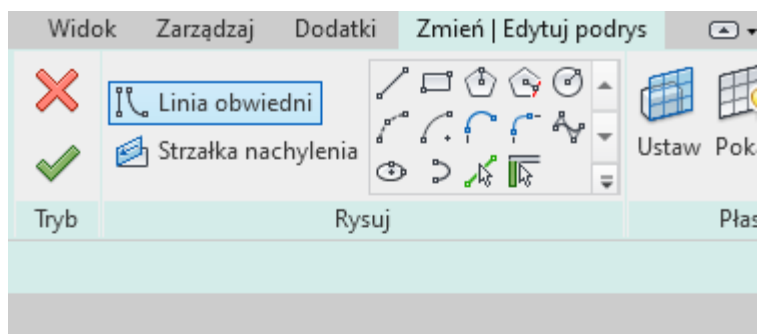 Widok Zarządzaj Dodatki Zmień | Edytuj podrys
Linia obwiedni
Strzałka nachylenia
Ustaw
Tryb Rysuj